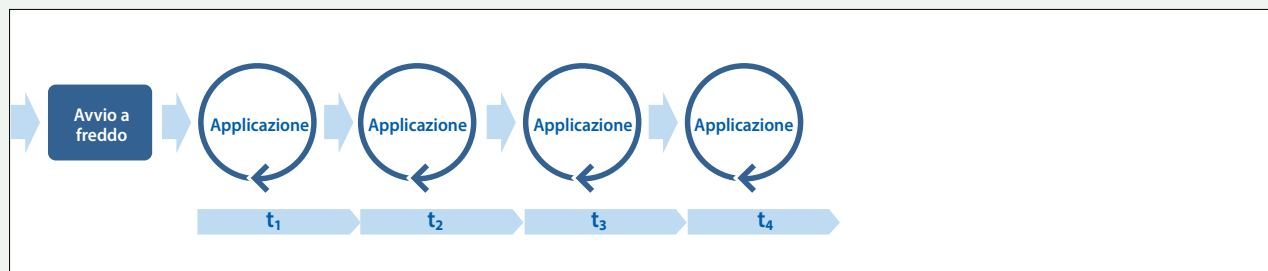 Avvio a
freddo
Applicazione
Applicazione
Applicazione
Applicazione
t₁
t₂
t₃
t₄